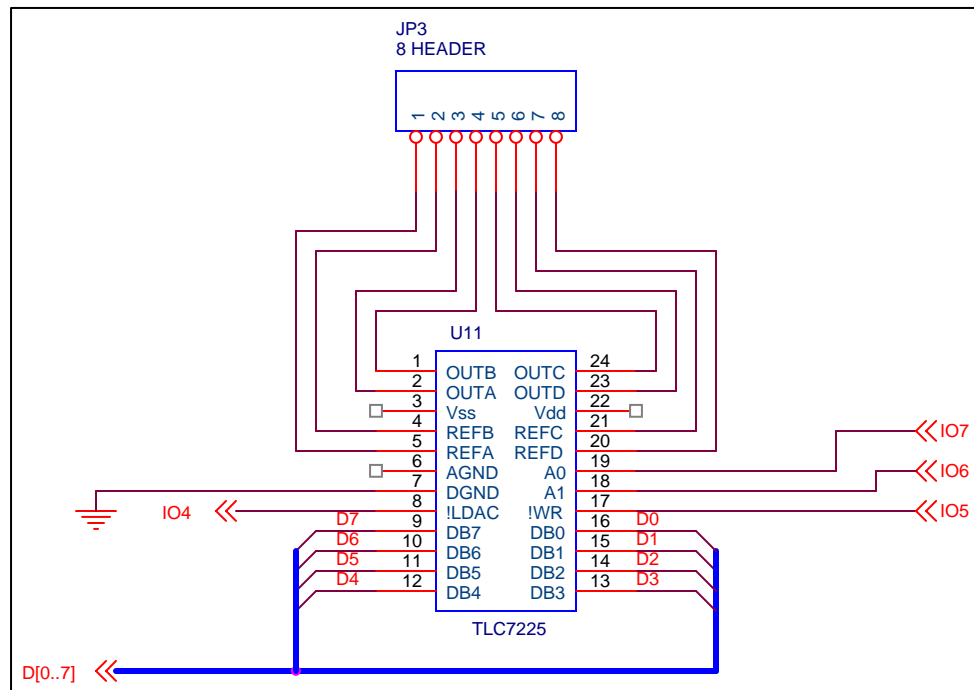 JP3
8 HEADER
1 2 3 4 5 6 7 8
U11
1 OUTB OUTC 24
2 OUTA OUTD 23
3 Vss Vdd 22
4 REFB REFC 21
5 REFA REFD 20
6 AGND A0 19 IO7
7 DGND A1 18 IO6
IO4 8 !LDAC !WR 17 IO5
D7 9 DB7 DB0 16 D0
D6 10 DB6 DB1 15 D1
D5 11 DB5 DB2 14 D2
D4 12 DB4 DB3 13 D3
TLC7225
D[0..7]